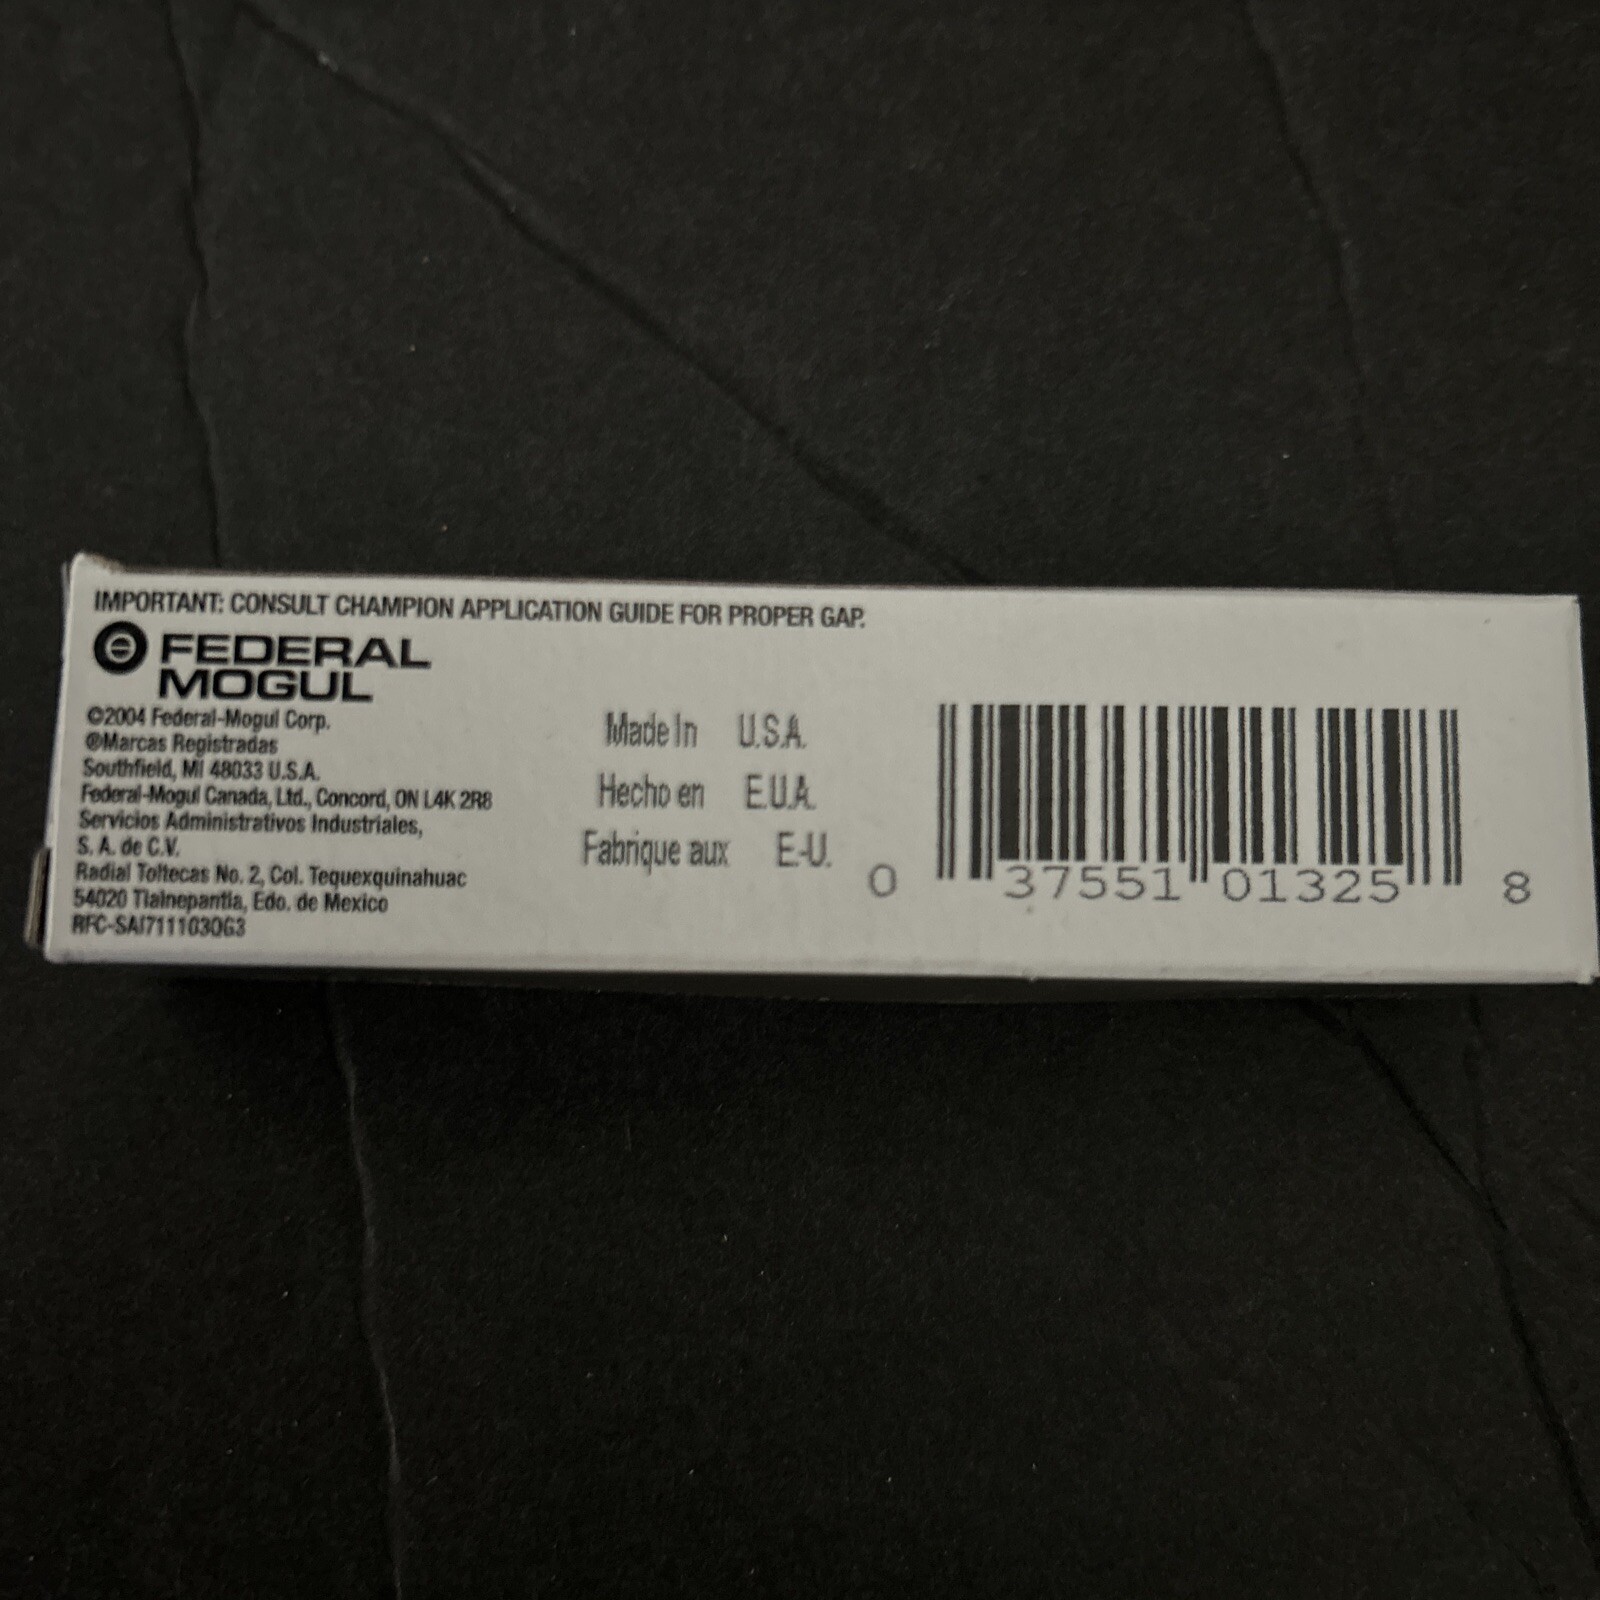 IMPORTANT: CONSULT CHAMPION APPLICATION GUIDE FOR PROPER GAP.
FEDERAL
MOGUL
©2004 Federal-Mogul Corp.
®Marcas Registradas
Southfield, MI 48033 U.S.A.
Federal-Mogul Canada, Ltd., Concord, ON L4K 2R8
Servicios Administrativos Industriales,
S. A. de C.V.
Radial Toltecas No. 2, Col. Tequexquinahuac
54020 Tlalnepantla, Edo. de Mexico
RFC-SAI711103QG3
Made In U.S.A.
Hecho en E.U.A.
Fabrique aux E-U.
0 37551 01325 8